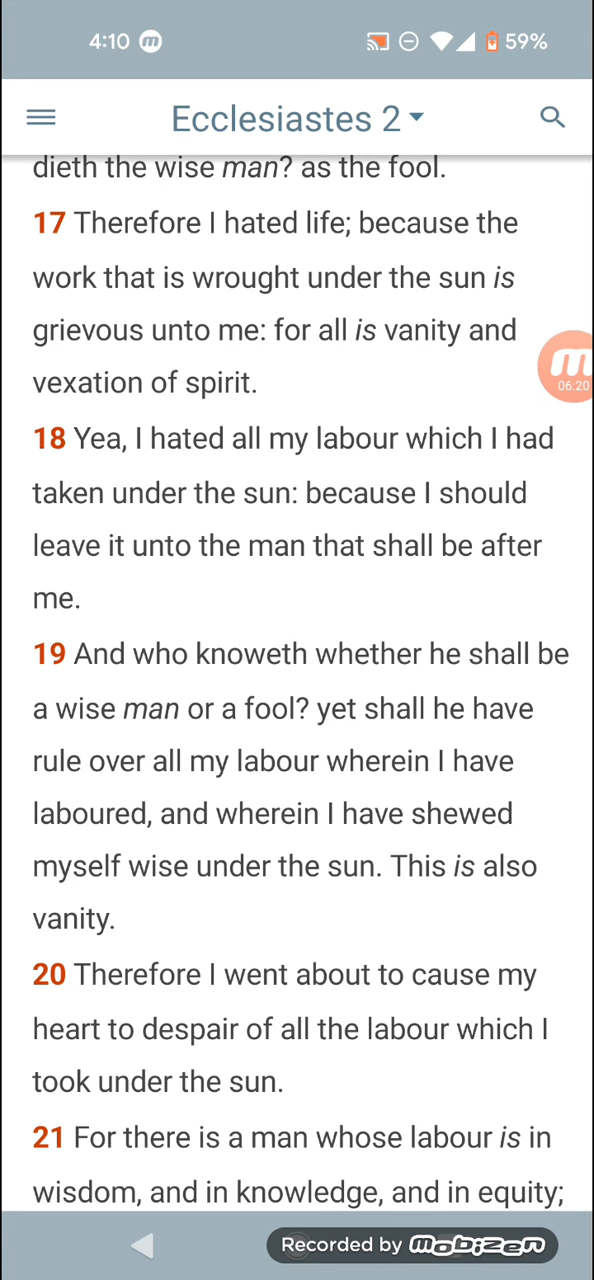 4:10 m 59%
Ecclesiastes 2
dieth the wise man? as the fool.
17 Therefore I hated life; because the
work that is wrought under the sun is
grievous unto me: for all is vanity and
vexation of spirit.
m
06:20
18 Yea, I hated all my labour which I had
taken under the sun: because I should
leave it unto the man that shall be after
me.
19 And who knoweth whether he shall be
a wise man or a fool? yet shall he have
rule over all my labour wherein I have
laboured, and wherein I have shewed
myself wise under the sun. This is also
vanity.
20 Therefore I went about to cause my
heart to despair of all the labour which I
took under the sun.
21 For there is a man whose labour is in
wisdom, and in knowledge, and in equity;
Recorded by mobizen